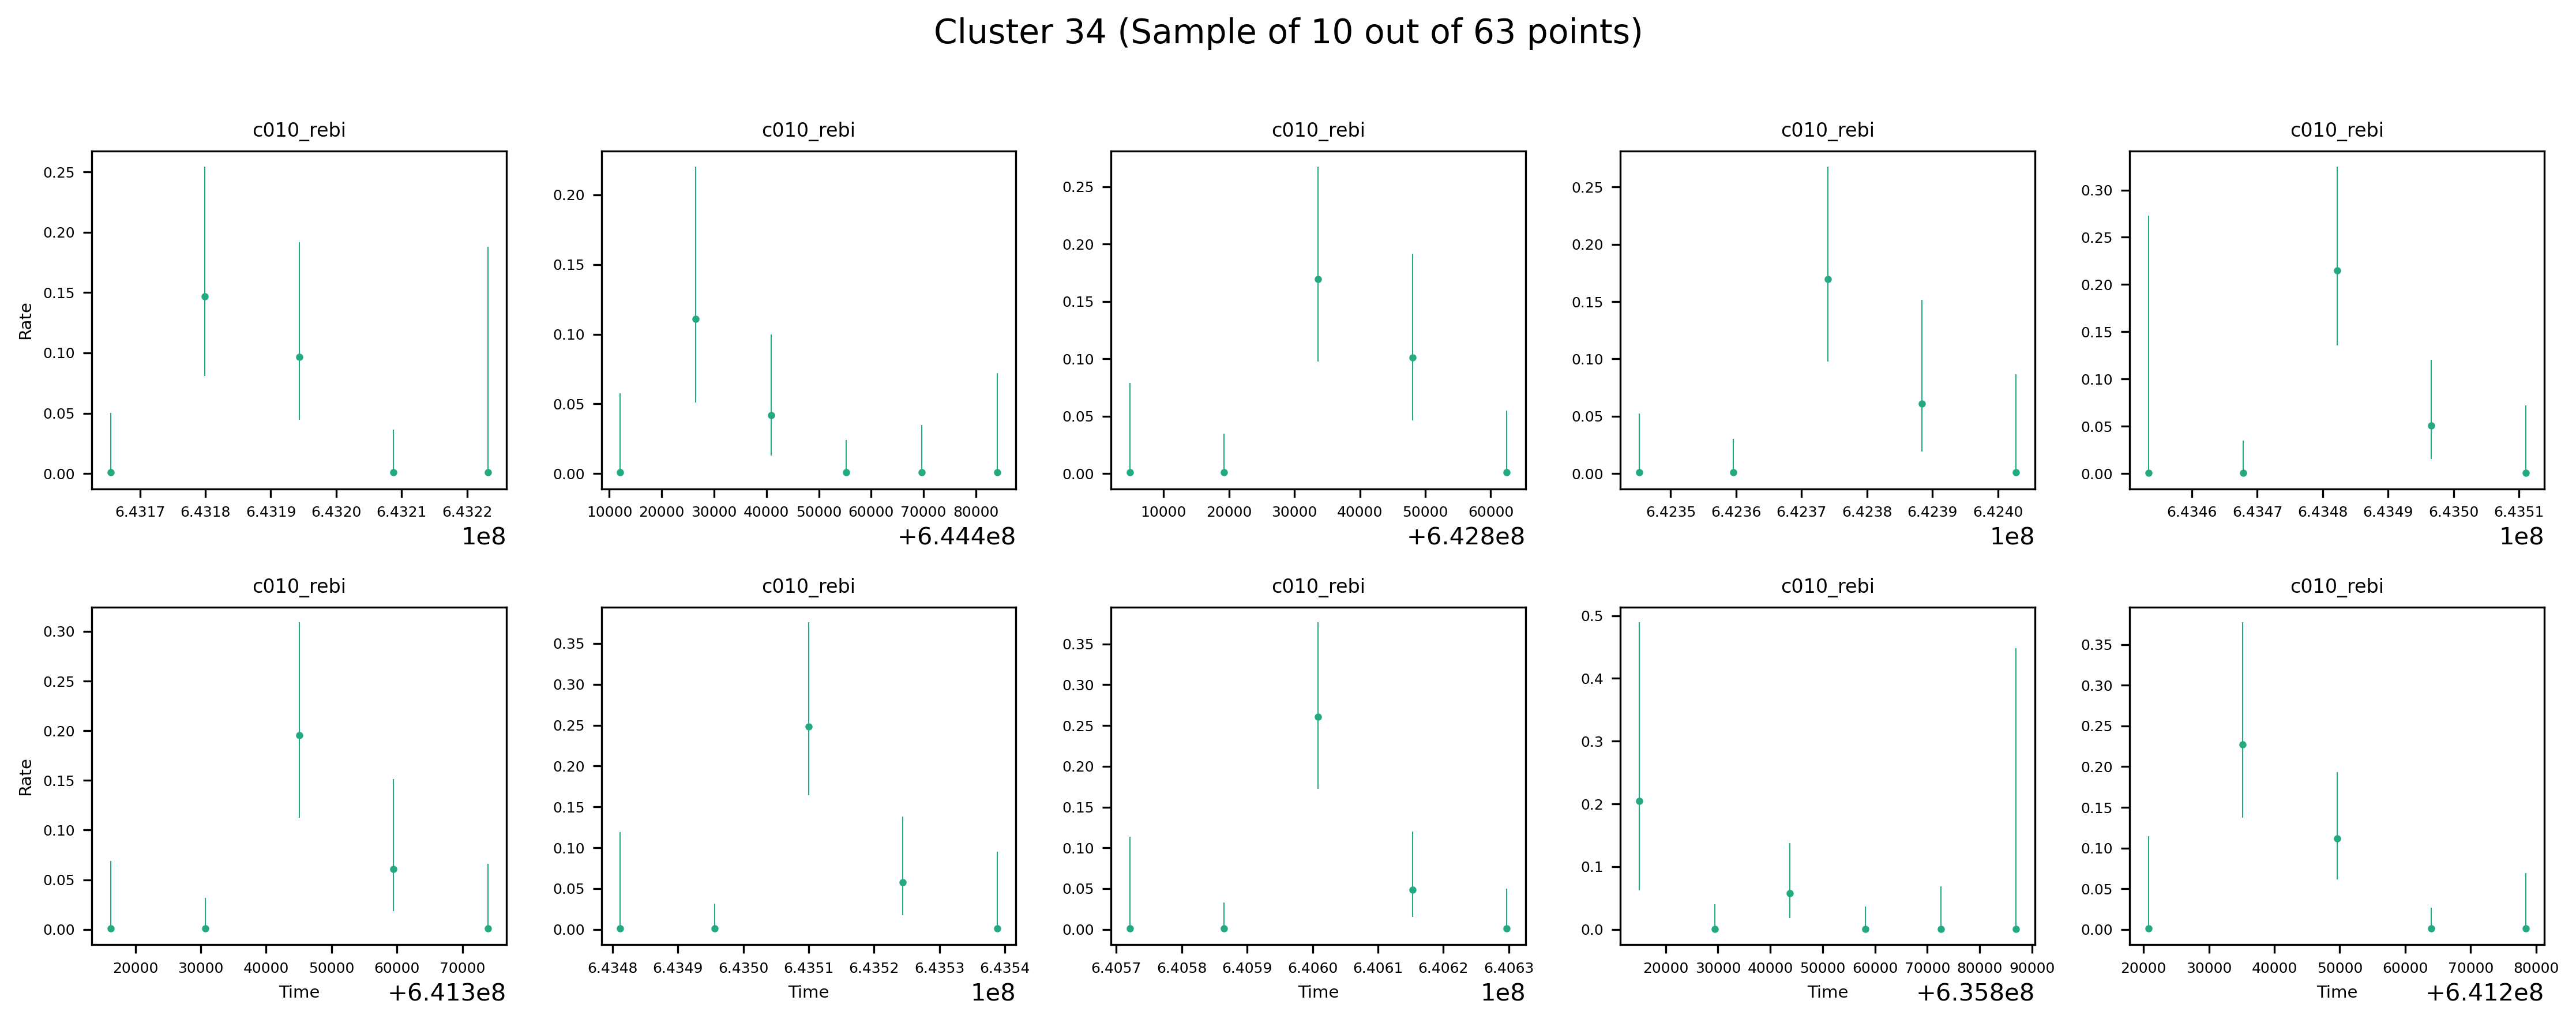 Cluster 34 (Sample of 10 out of 63 points)
c010_rebi c010_rebi c010_rebi c010_rebi c010_rebi
Rate
0.25
0.20
0.15
0.10
0.05
0.00
6.4317 6.4318 6.4319 6.4320 6.4321 6.4322
1e8
0.20
0.15
0.10
0.05
0.00
10000 20000 30000 40000 50000 60000 70000 80000
+6.444e8
0.25
0.20
0.15
0.10
0.05
0.00
10000 20000 30000 40000 50000 60000
+6.428e8
0.25
0.20
0.15
0.10
0.05
0.00
6.4235 6.4236 6.4237 6.4238 6.4239 6.4240
1e8
0.30
0.25
0.20
0.15
0.10
0.05
0.00
6.4346 6.4347 6.4348 6.4349 6.4350 6.4351
1e8
c010_rebi c010_rebi c010_rebi c010_rebi c010_rebi
Rate
0.30
0.25
0.20
0.15
0.10
0.05
0.00
20000 30000 40000 50000 60000 70000
Time +6.413e8
0.35
0.30
0.25
0.20
0.15
0.10
0.05
0.00
6.4348 6.4349 6.4350 6.4351 6.4352 6.4353 6.4354
Time 1e8
0.35
0.30
0.25
0.20
0.15
0.10
0.05
0.00
6.4057 6.4058 6.4059 6.4060 6.4061 6.4062 6.4063
Time 1e8
0.5
0.4
0.3
0.2
0.1
0.0
20000 30000 40000 50000 60000 70000 80000 90000
Time +6.358e8
0.35
0.30
0.25
0.20
0.15
0.10
0.05
0.00
20000 30000 40000 50000 60000 70000 80000
Time +6.412e8